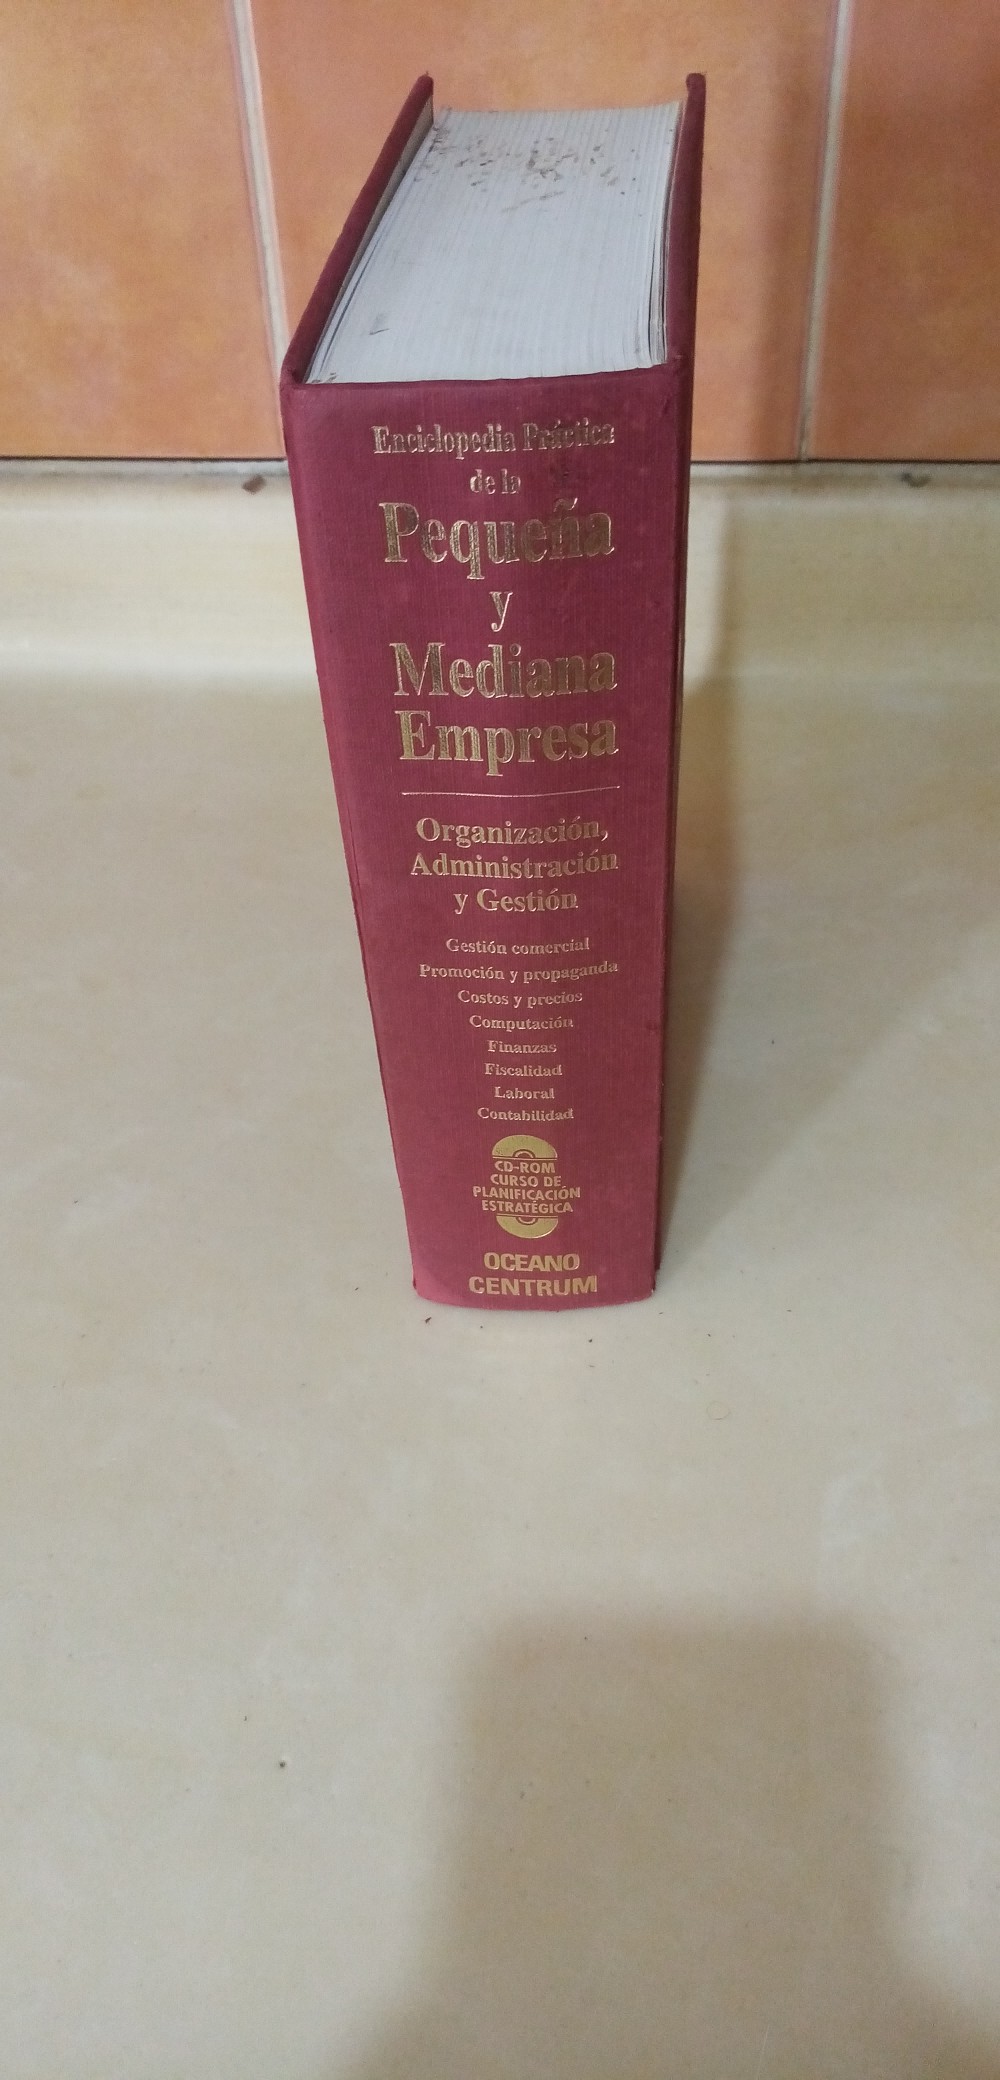 Enciclopedia Práctica
de la
Pequeña
y
Mediana
Empresa
Organización,
Administración
y Gestión
Gestión comercial
Promoción y propaganda
Costos y precios
Computación
Finanzas
Fiscalidad
Laboral
Contabilidad
CD-ROM
CURSO DE
PLANIFICACIÓN
ESTRATÉGICA
OCEANO
CENTRUM